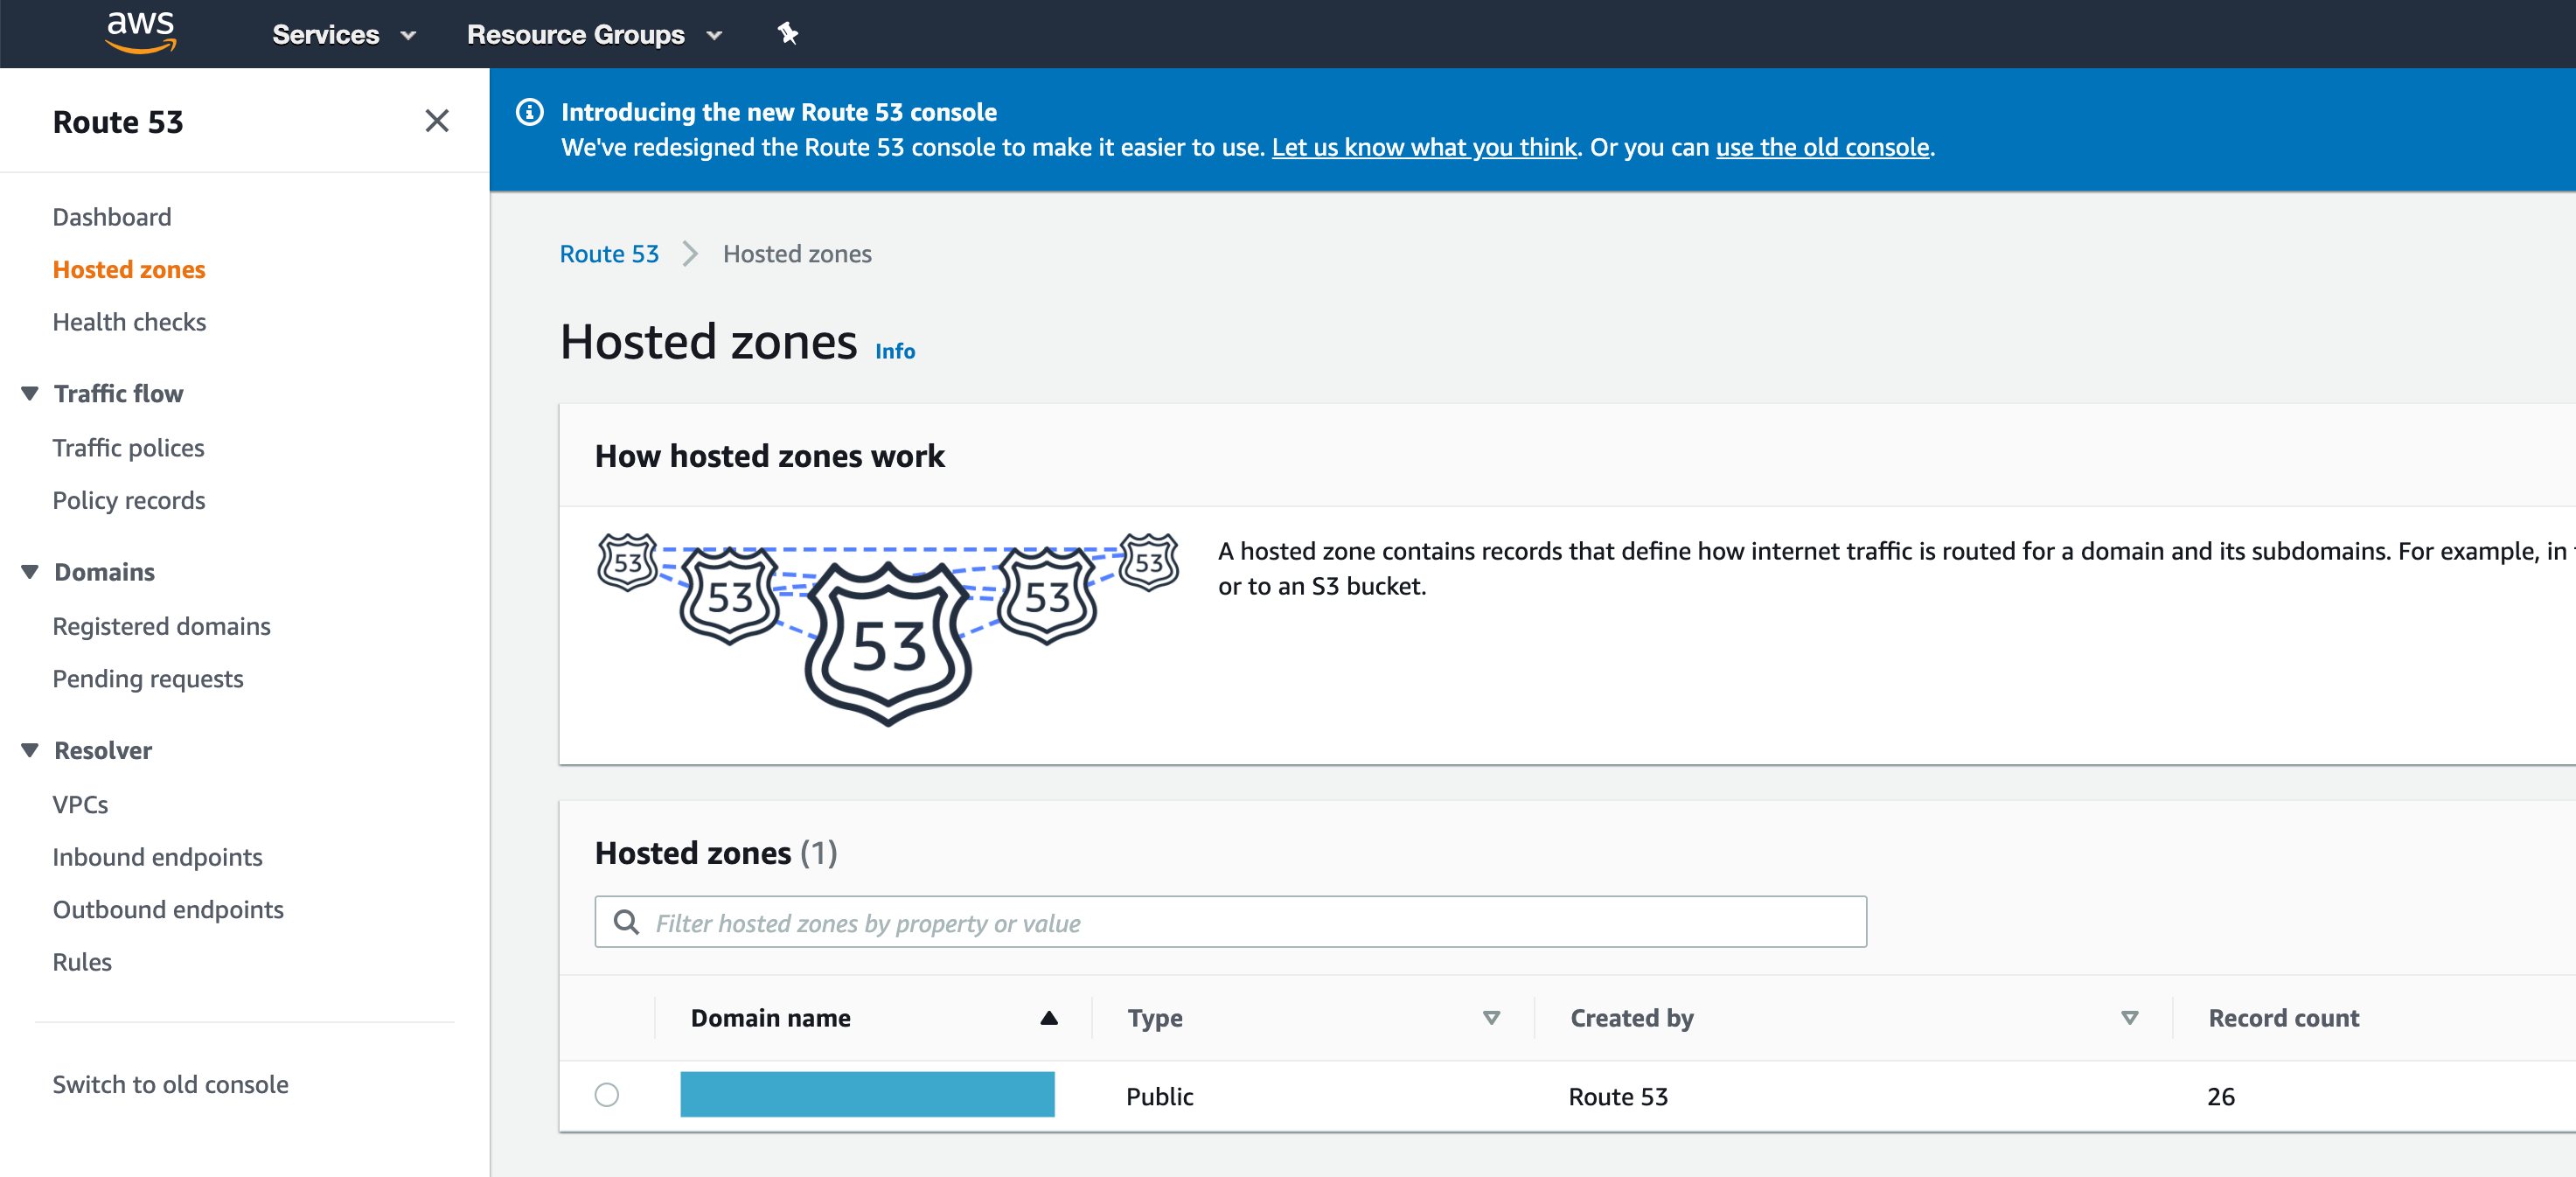 aws
Services
Resource Groups
Route 53
Dashboard
Hosted zones
Health checks
Traffic flow
Traffic polices
Policy records
Domains
Registered domains
Pending requests
Resolver
VPCs
Inbound endpoints
Outbound endpoints
Rules
Switch to old console
Introducing the new Route 53 console
We've redesigned the Route 53 console to make it easier to use. Let us know what you think. Or you can use the old console.
Route 53 Hosted zones
Hosted zones Info
How hosted zones work
53 53 53 53 53
A hosted zone contains records that define how internet traffic is routed for a domain and its subdomains. For example, in
or to an S3 bucket.
Hosted zones (1)
Filter hosted zones by property or value
Domain name Type Created by Record count
Public Route 53 26